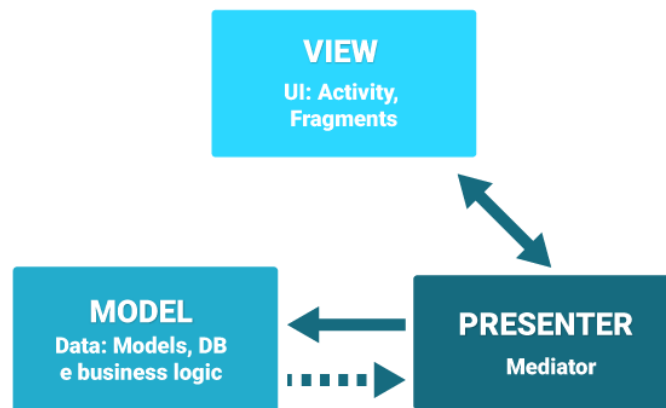 VIEW
UI: Activity,
Fragments
MODEL
Data: Models, DB
e business logic
PRESENTER
Mediator